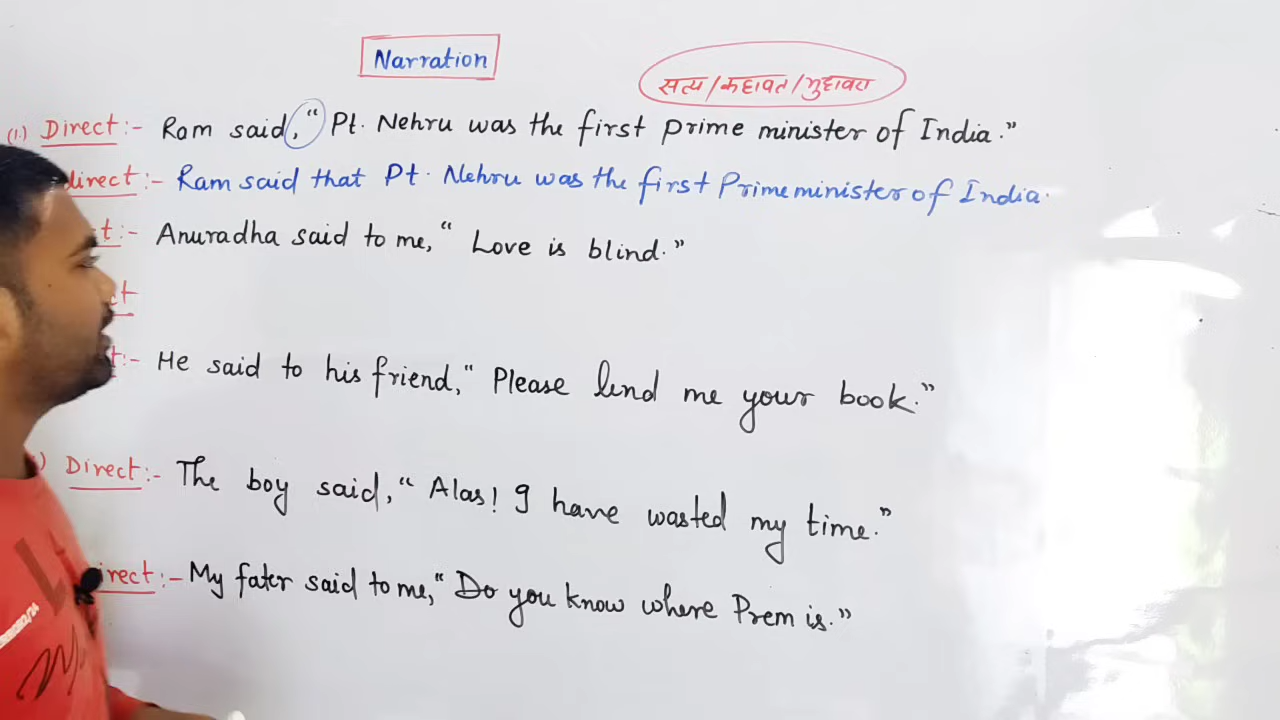 Narration
सत्य/कहावत/मुहावरा
(1.) Direct :- Ram said, " Pt. Nehru was the first prime minister of India."
direct :- Ram said that Pt. Nehru was the first Prime minister of India.
t :- Anuradha said to me, " Love is blind."
ct
t :- He said to his friend, " Please lend me your book."
) Direct :- The boy said, " Alas! I have wasted my time."
irect :- My fater said to me, " Do you know where Prem is."